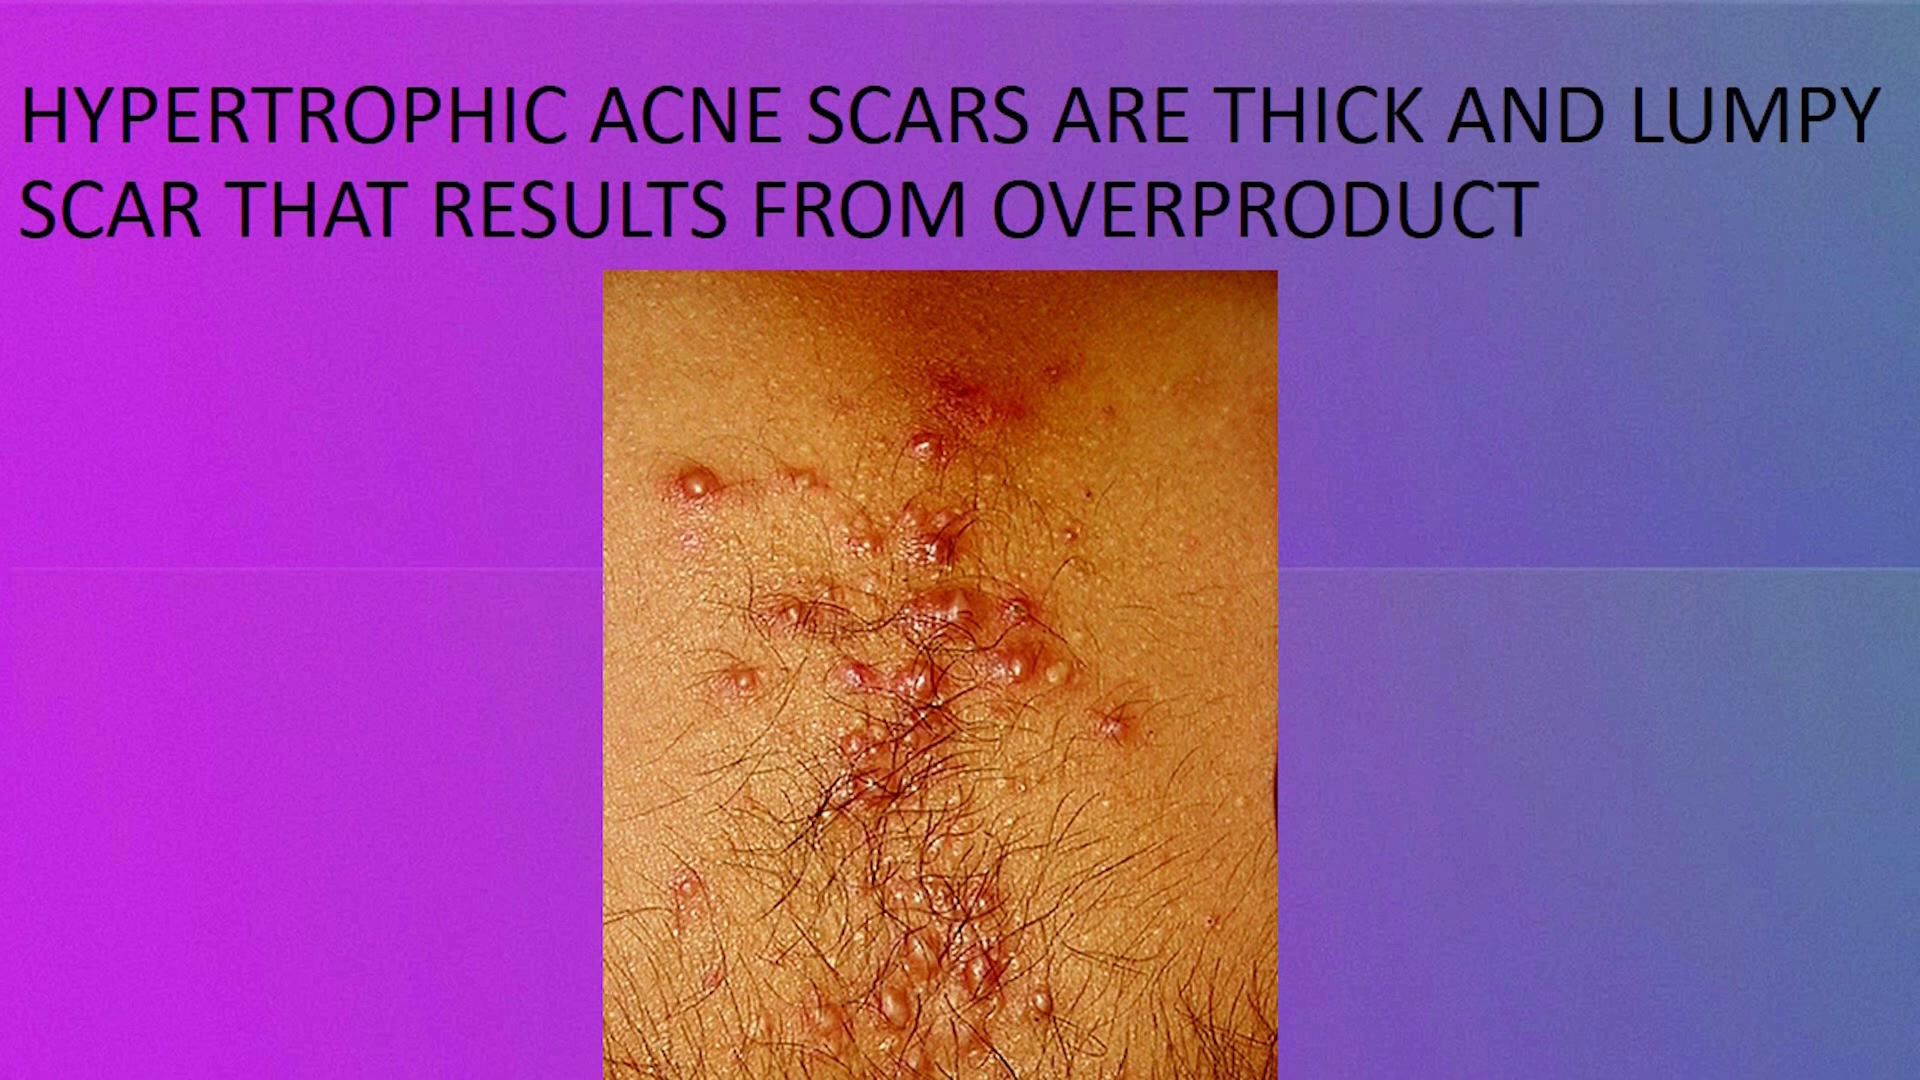 HYPERTROPHIC ACNE SCARS ARE THICK AND LUMPY
SCAR THAT RESULTS FROM OVERPRODUCT